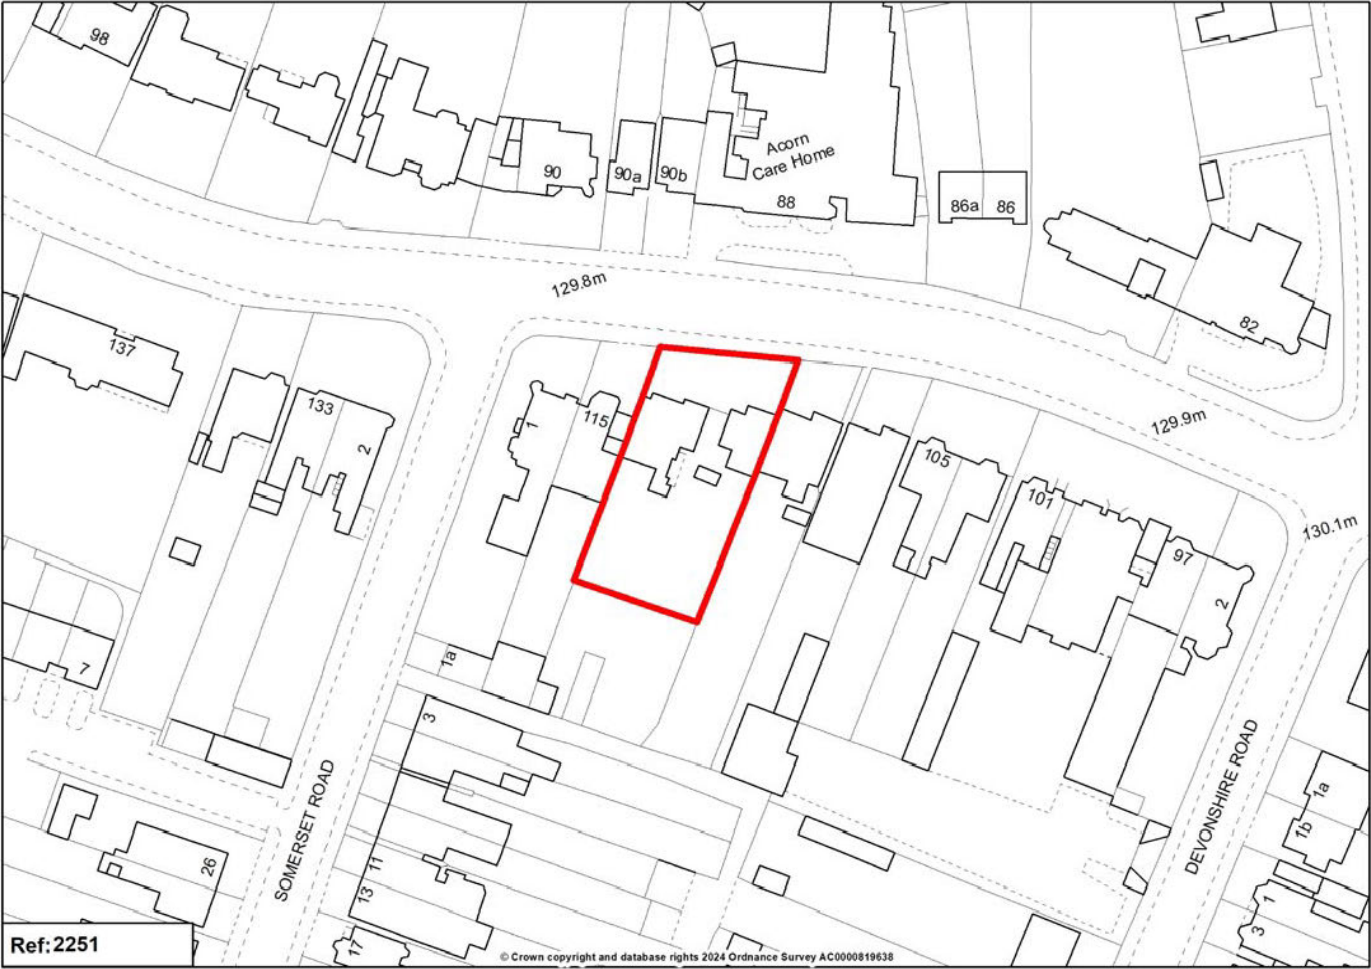 98
90
90a
90b
Acorn
Care Home
88
86a
86
82
129.8m
137
133
2
1
115
105
101
129.9m
130.1m
97
2
7
1a
3
SOMERSET ROAD
26
11
13
17
DEVONSHIRE ROAD
1a
1b
1
3
Ref: 2251
© Crown copyright and database rights 2024 Ordnance Survey AC0000819638